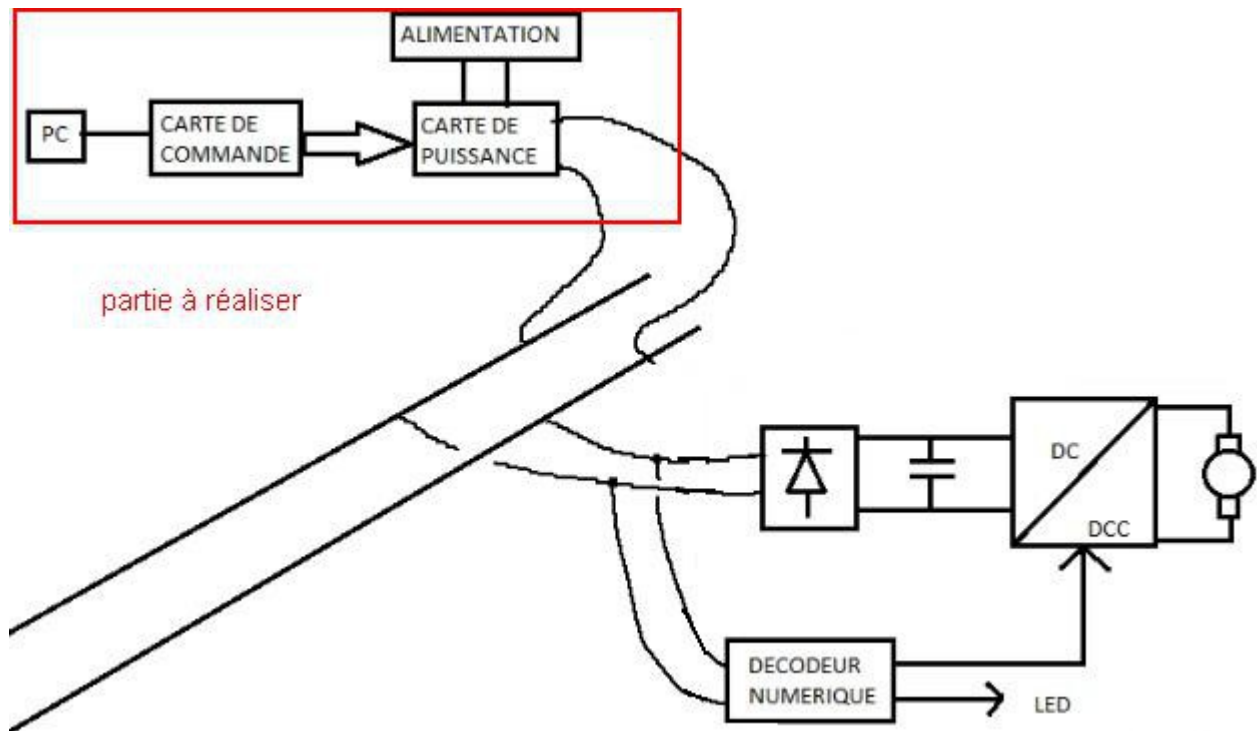 ALIMENTATION
PC
CARTE DE
COMMANDE
CARTE DE
PUISSANCE
partie à réaliser
DC
DCC
DECODEUR
NUMERIQUE
LED